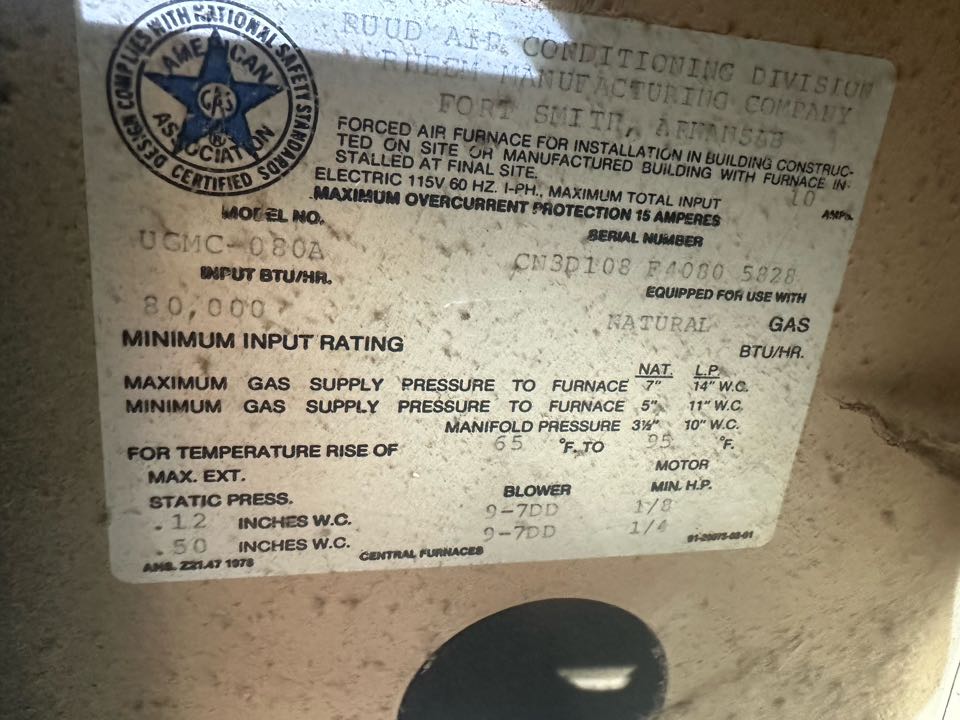 DESIGN COMPLIES WITH NATIONAL SAFETY STANDARDS
AMERICAN
GAS
ASSOCIATION
CERTIFIED
RUUD AIR CONDITIONING DIVISION
RHEEM MANUFACTURING COMPANY
FORT SMITH, ARKANSAS
FORCED AIR FURNACE FOR INSTALLATION IN BUILDING CONSTRUC-
TED ON SITE OR MANUFACTURED BUILDING WITH FURNACE IN-
STALLED AT FINAL SITE.
ELECTRIC 115V 60 HZ. 1-PH., MAXIMUM TOTAL INPUT 10 AMPS.
MAXIMUM OVERCURRENT PROTECTION 15 AMPERES
MODEL NO. SERIAL NUMBER
UGMC-080A CN3D108 F4080 5828
INPUT BTU/HR. EQUIPPED FOR USE WITH
80,000 NATURAL GAS
MINIMUM INPUT RATING BTU/HR.
NAT. L.P.
MAXIMUM GAS SUPPLY PRESSURE TO FURNACE 7" 14" W.C.
MINIMUM GAS SUPPLY PRESSURE TO FURNACE 5" 11" W.C.
MANIFOLD PRESSURE 3½" 10" W.C.
FOR TEMPERATURE RISE OF 65 °F. TO 95 °F.
MAX. EXT. MOTOR
STATIC PRESS. BLOWER MIN. H.P.
.12 INCHES W.C. 9-7DD 1/8
.50 INCHES W.C. 9-7DD 1/4
ANS. Z21.47 1978 CENTRAL FURNACES